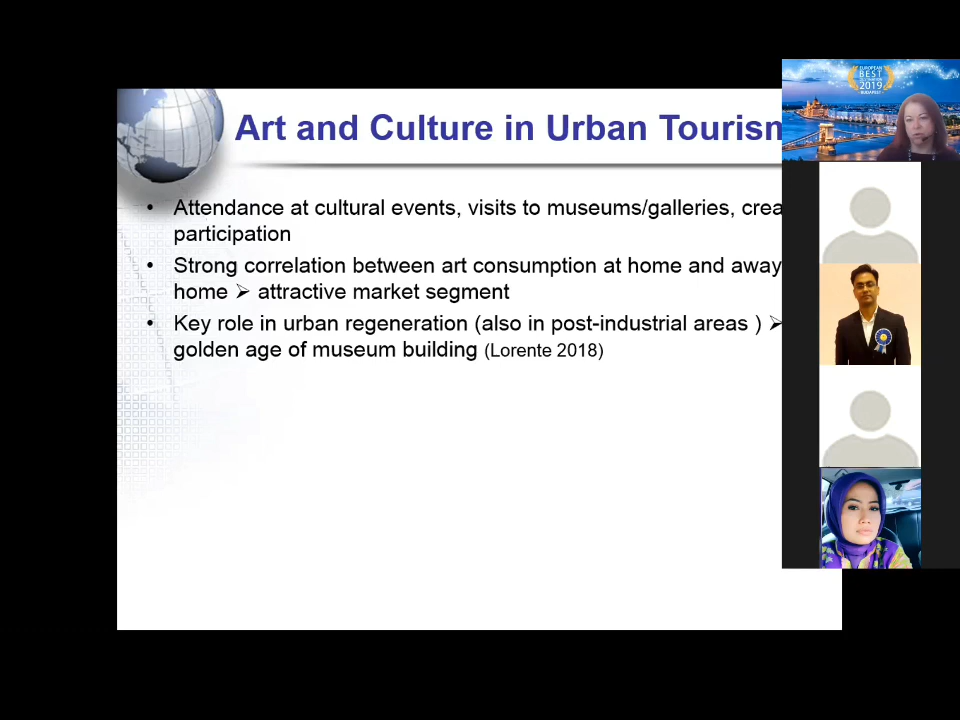 Art and Culture in Urban Tourism
• Attendance at cultural events, visits to museums/galleries, crea
participation
• Strong correlation between art consumption at home and away
home ➢ attractive market segment
• Key role in urban regeneration (also in post-industrial areas ) ➢
golden age of museum building (Lorente 2018)
EUROPEAN
BEST
2019
BUDAPEST